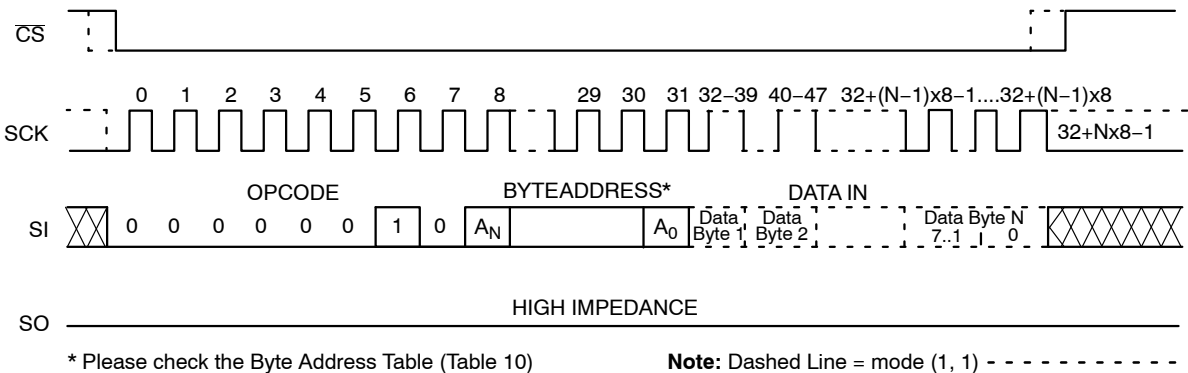 CS
0 1 2 3 4 5 6 7 8 29 30 31 32–39 40–47 32+(N–1)x8–1....32+(N–1)x8
SCK
32+Nx8–1
OPCODE BYTEADDRESS* DATA IN
SI 0 0 0 0 0 0 1 0 AN A0 Data Byte 1 Data Byte 2 Data Byte N 7..1 0
HIGH IMPEDANCE
SO
* Please check the Byte Address Table (Table 10) Note: Dashed Line = mode (1, 1)